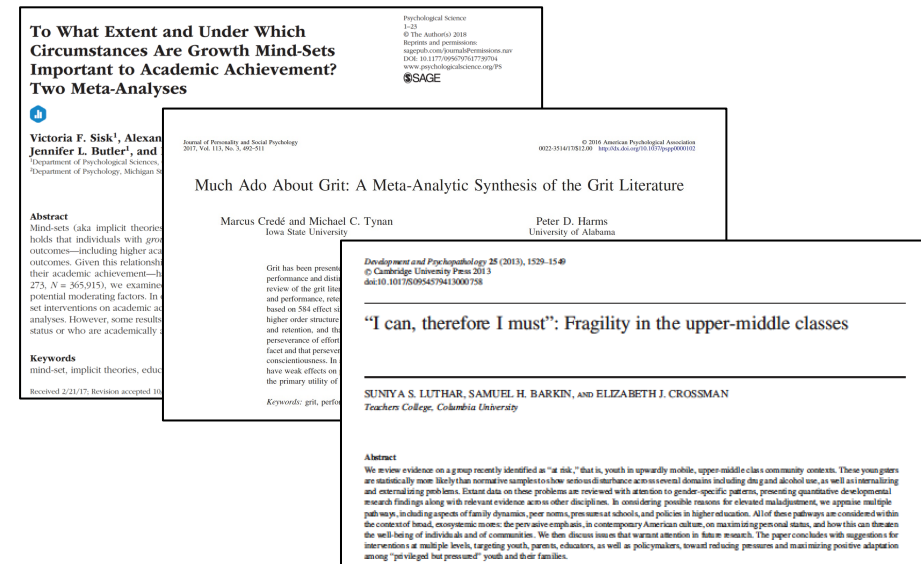 To What Extent and Under Which
Circumstances Are Growth Mind-Sets
Important to Academic Achievement?
Two Meta-Analyses
Psychological Science
1–23
© The Author(s) 2018
Reprints and permissions:
sagepub.com/journalsPermissions.nav
DOI: 10.1177/0956797617739704
www.psychologicalscience.org/PS
SAGE
Victoria F. Sisk¹, Alexan
Jennifer L. Butler¹, and
¹Department of Psychological Sciences,
²Department of Psychology, Michigan St
Abstract
Mind-sets (aka implicit theories
holds that individuals with grow
outcomes—including higher aca
outcomes. Given this relationshi
their academic achievement—h
273, N = 365,915), we examine
potential moderating factors. In
set interventions on academic ac
analyses. However, some results
status or who are academically a
Keywords
mind-set, implicit theories, educ
Received 2/21/17; Revision accepted 10
Journal of Personality and Social Psychology
2017, Vol. 113, No. 3, 492–511
© 2016 American Psychological Association
0022-3514/17/$12.00 http://dx.doi.org/10.1037/pspp0000102
Much Ado About Grit: A Meta-Analytic Synthesis of the Grit Literature
Marcus Credé and Michael C. Tynan
Iowa State University
Peter D. Harms
University of Alabama
Grit has been presente
performance and distin
review of the grit liter
and performance, rete
based on 584 effect si
higher order structure
and retention, and tha
perseverance of effort
facet and that persever
conscientiousness. In
have weak effects on
the primary utility of
Keywords: grit, perfo
Development and Psychopathology 25 (2013), 1529–1549
© Cambridge University Press 2013
doi:10.1017/S0954579413000758
“I can, therefore I must”: Fragility in the upper-middle classes
SUNIYA S. LUTHAR, SAMUEL H. BARKIN, AND ELIZABETH J. CROSSMAN
Teachers College, Columbia University
Abstract
We review evidence on a group recently identified as “at risk,” that is, youth in upwardly mobile, upper-middle class community contexts. These youngsters
are statistically more likely than normative samples to show serious disturbance across several domains including drug and alcohol use, as well as internalizing
and externalizing problems. Extant data on these problems are reviewed with attention to gender-specific patterns, presenting quantitative developmental
research findings along with relevant evidence across other disciplines. In considering possible reasons for elevated maladjustment, we appraise multiple
pathways, including aspects of family dynamics, peer norms, pressures at schools, and policies in higher education. All of these pathways are considered within
the context of broad, exosystemic mores: the pervasive emphasis, in contemporary American culture, on maximizing personal status, and how this can threaten
the well-being of individuals and of communities. We then discuss issues that warrant attention in future research. The paper concludes with suggestions for
interventions at multiple levels, targeting youth, parents, educators, as well as policymakers, toward reducing pressures and maximizing positive adaptation
among “privileged but pressured” youth and their families.